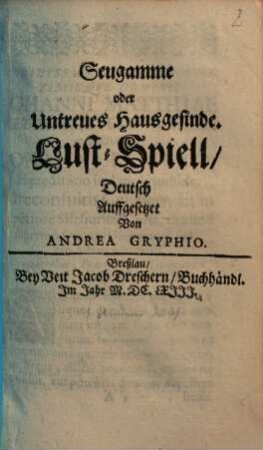 Seugamme
oder
Untreues Hausgesinde.
Lust-Spiell/
Deutsch
Auffgesetzet
Von
ANDREA GRYPHIO.
Breßlau/
Bey Veit Jacob Dreschern/Buchhändl.
Im Jahr M. DC. LXIII.